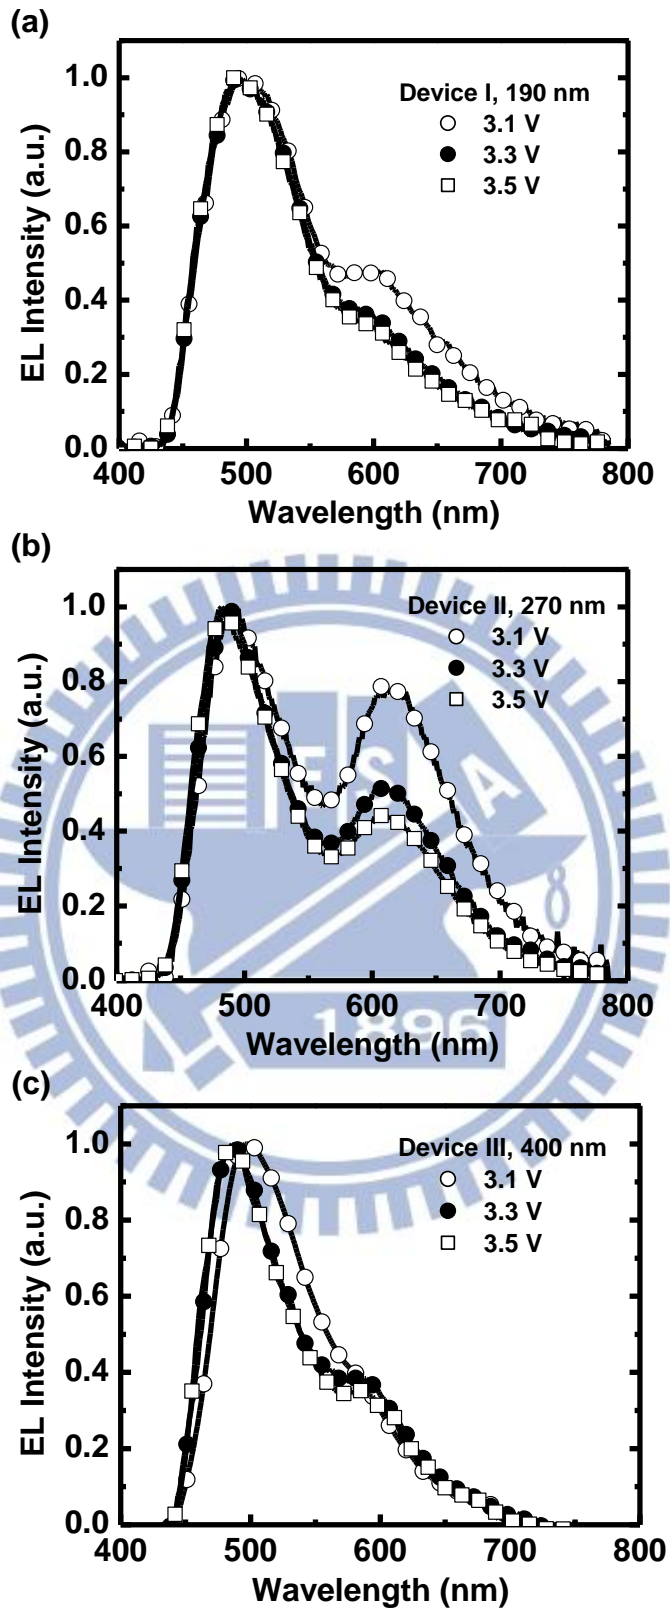 (a)
EL Intensity (a.u.)
1.0
0.8
0.6
0.4
0.2
0.0
Device I, 190 nm
3.1 V
3.3 V
3.5 V
400 500 600 700 800
Wavelength (nm)
(b)
EL Intensity (a.u.)
1.0
0.8
0.6
0.4
0.2
0.0
Device II, 270 nm
3.1 V
3.3 V
3.5 V
E S A
400 500 600 700 800
1896
Wavelength (nm)
(c)
EL Intensity (a.u.)
1.0
0.8
0.6
0.4
0.2
0.0
Device III, 400 nm
3.1 V
3.3 V
3.5 V
400 500 600 700 800
Wavelength (nm)